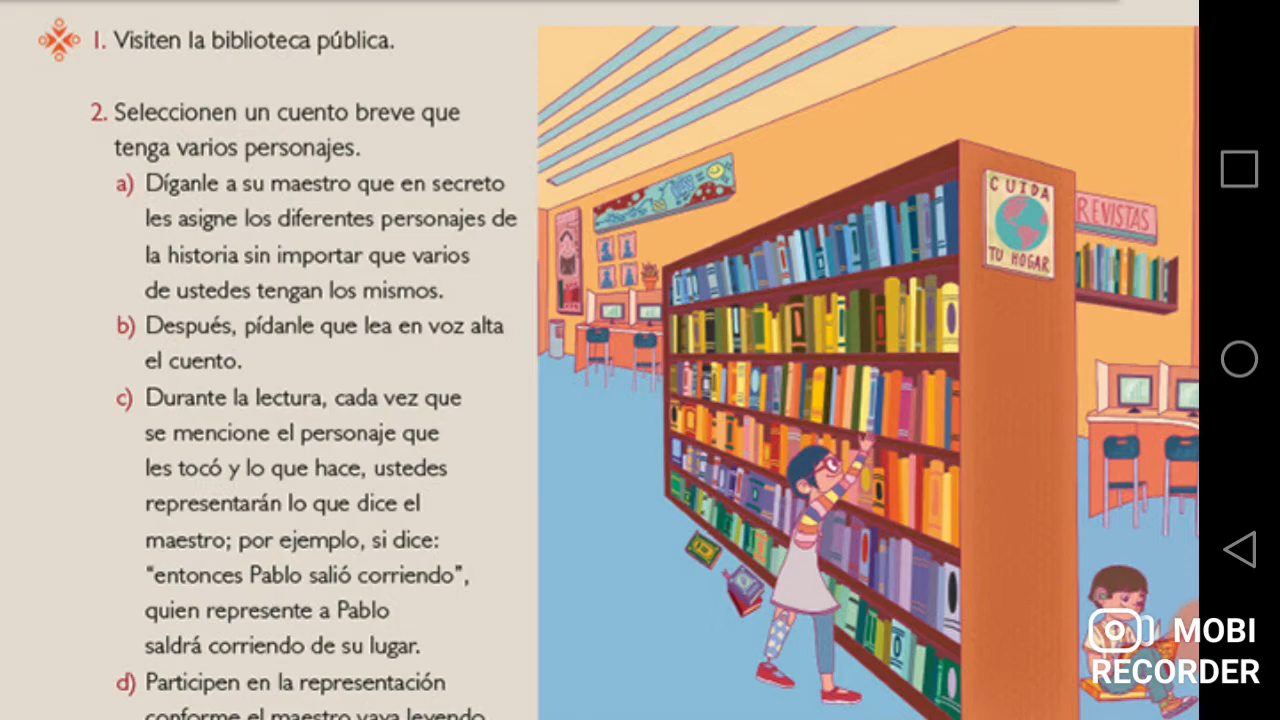 1. Visiten la biblioteca pública.
2. Seleccionen un cuento breve que
tenga varios personajes.
a) Díganle a su maestro que en secreto
les asigne los diferentes personajes de
la historia sin importar que varios
de ustedes tengan los mismos.
b) Después, pídanle que lea en voz alta
el cuento.
c) Durante la lectura, cada vez que
se mencione el personaje que
les tocó y lo que hace, ustedes
representarán lo que dice el
maestro; por ejemplo, si dice:
“entonces Pablo salió corriendo”,
quien represente a Pablo
saldrá corriendo de su lugar.
d) Participen en la representación
conforme el maestro vaya leyendo
CUIDA
TU HOGAR
REVISTAS
MOBI
RECORDER